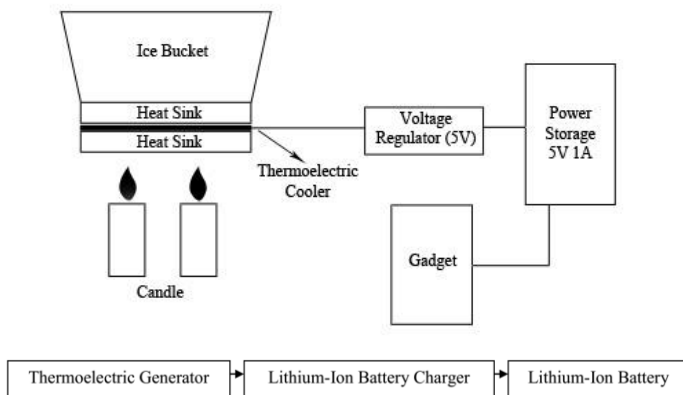 Ice Bucket
Heat Sink
Heat Sink
Thermoelectric
Cooler
Voltage
Regulator (5V)
Power
Storage
5V 1A
Gadget
Candle
Thermoelectric Generator
Lithium-Ion Battery Charger
Lithium-Ion Battery